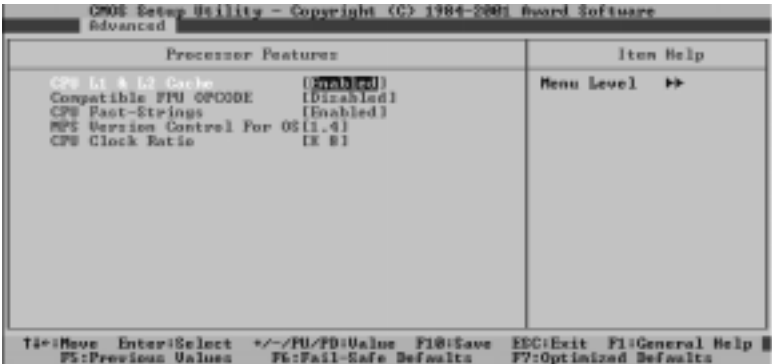 CMOS Setup Utility - Copyright (C) 1984-2001 Award Software
Advanced
Processor Features
Item Help
CPU L1 & L2 Cache [Enabled]
Compatible FPU OPCODE [Disabled]
CPU Fast-Strings [Enabled]
MPS Version Control For OS[1.4]
CPU Clock Ratio [X 8]
Menu Level ▸▸
↑↓←:Move Enter:Select +/-/PU/PD:Value F10:Save ESC:Exit F1:General Help
F5:Previous Values F6:Fail-Safe Defaults F7:Optimized Defaults